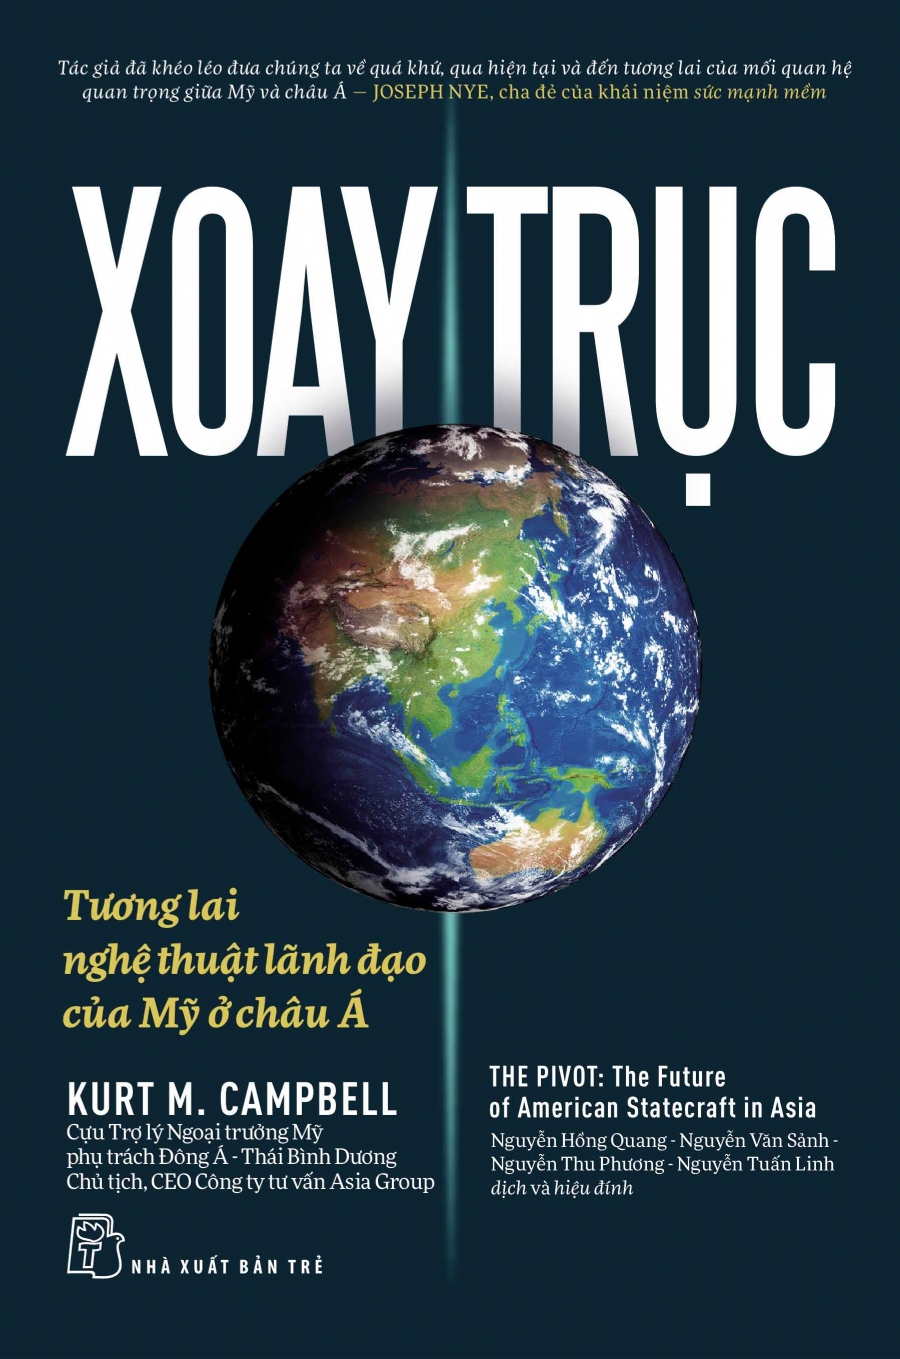 Tác giả đã khéo léo đưa chúng ta về quá khứ, qua hiện tại và đến tương lai của mối quan hệ
quan trọng giữa Mỹ và châu Á — JOSEPH NYE, cha đẻ của khái niệm sức mạnh mềm
XOAY TRỤC
Tương lai
nghệ thuật lãnh đạo
của Mỹ ở châu Á
KURT M. CAMPBELL
Cựu Trợ lý Ngoại trưởng Mỹ
phụ trách Đông Á - Thái Bình Dương
Chủ tịch, CEO Công ty tư vấn Asia Group
THE PIVOT: The Future
of American Statecraft in Asia
Nguyễn Hồng Quang - Nguyễn Văn Sảnh -
Nguyễn Thu Phương - Nguyễn Tuấn Linh
dịch và hiệu đính
T
NHÀ XUẤT BẢN TRẺ